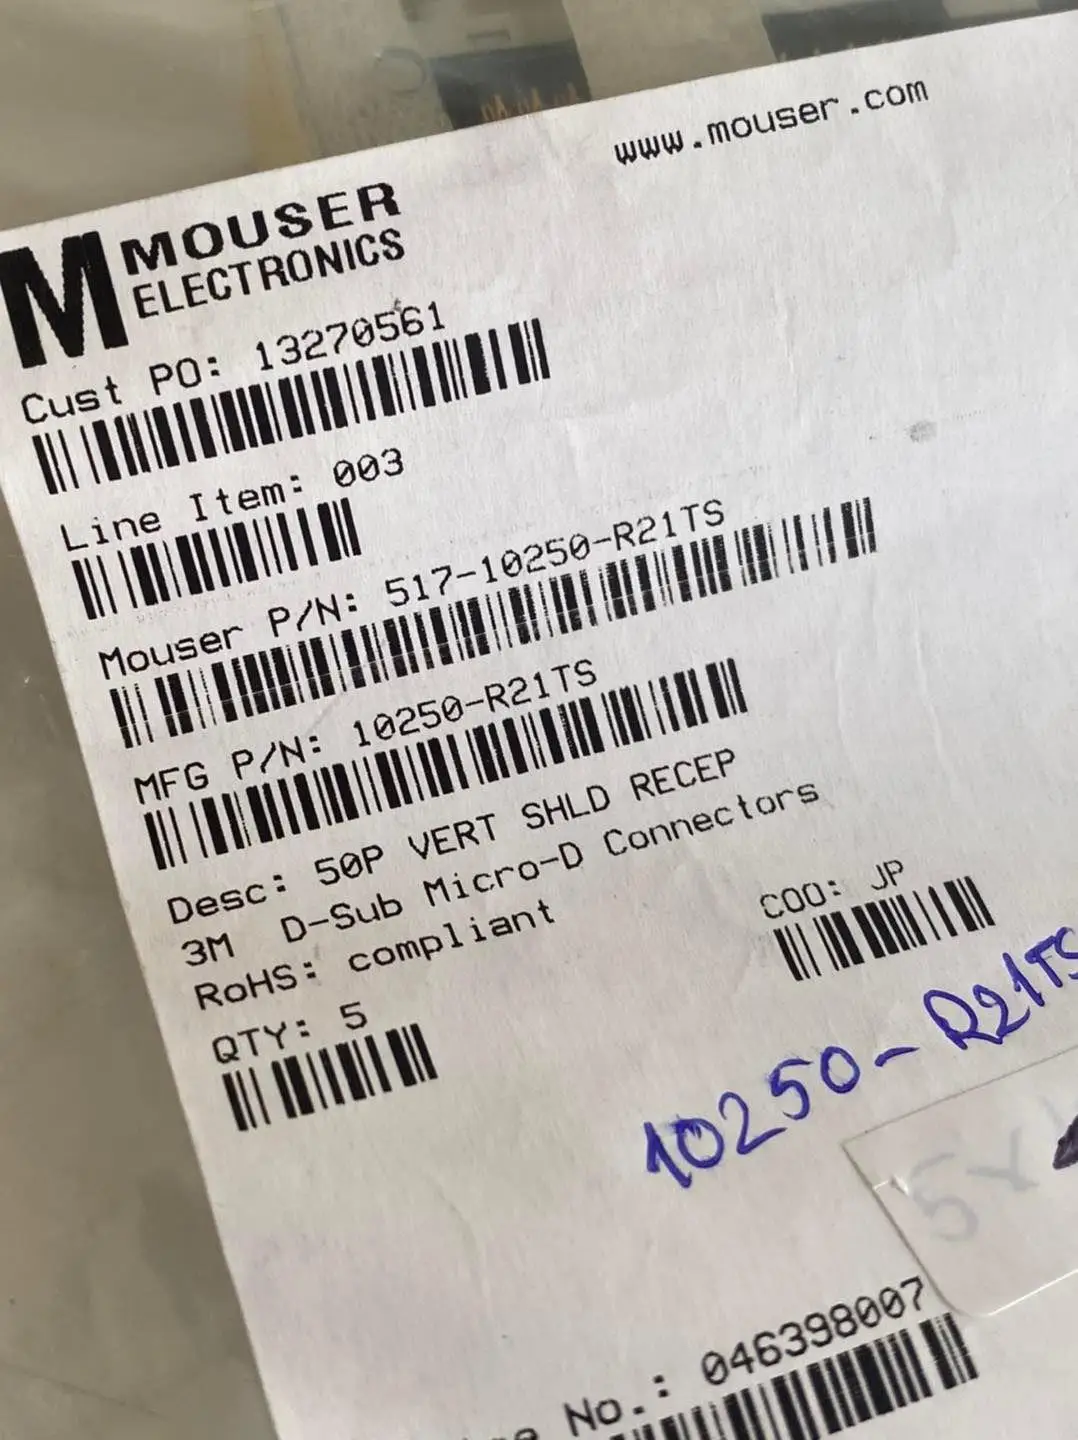 www.mouser.com
M MOUSER
ELECTRONICS
Cust PO: 13270561
Line Item: 003
Mouser P/N: 517-10250-R21TS
MFG P/N: 10250-R21TS
Desc: 50P VERT SHLD RECEP
3M D-Sub Micro-D Connectors
RoHS: compliant
COO: JP
QTY: 5
10250-R21TS
No.: 046398007